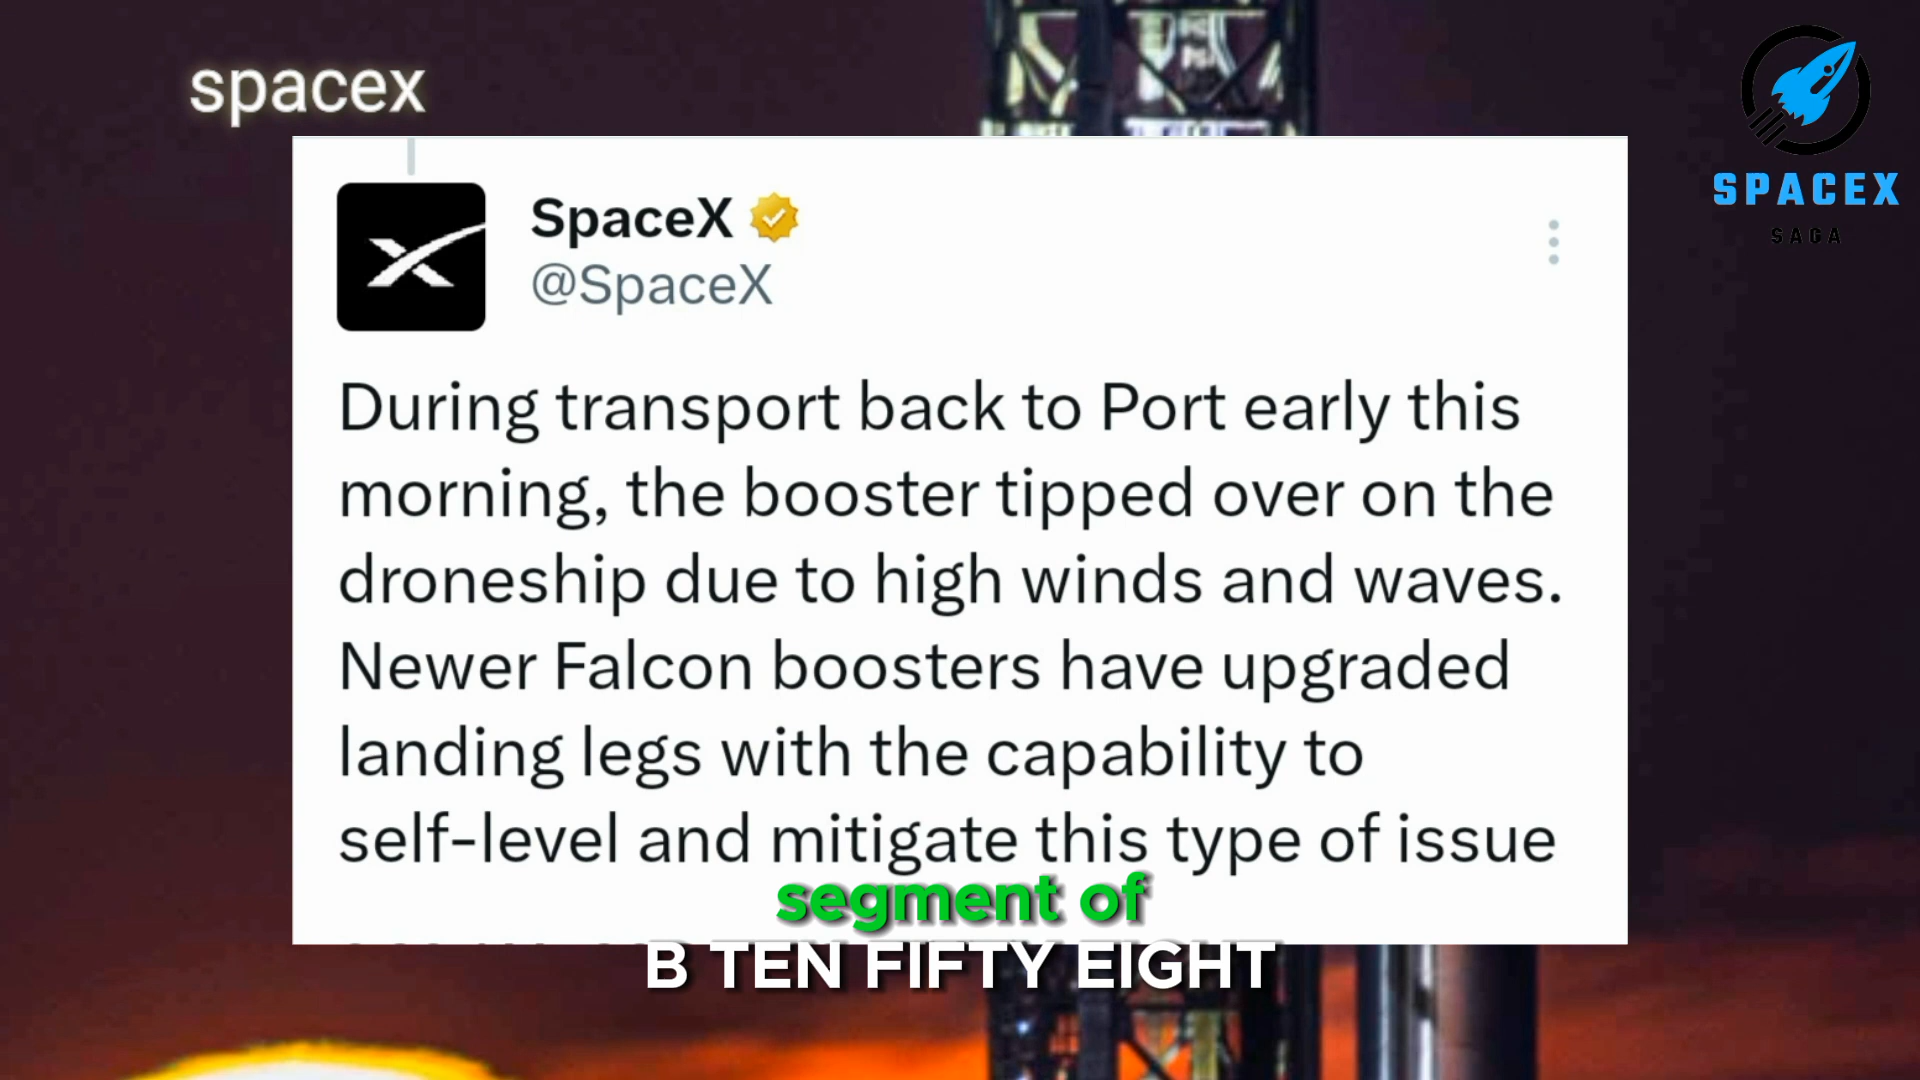 spacex
SPACEX
SAGA
SpaceX
@SpaceX
During transport back to Port early this
morning, the booster tipped over on the
droneship due to high winds and waves.
Newer Falcon boosters have upgraded
landing legs with the capability to
self-level and mitigate this type of issue
segment of
B TEN FIFTY EIGHT